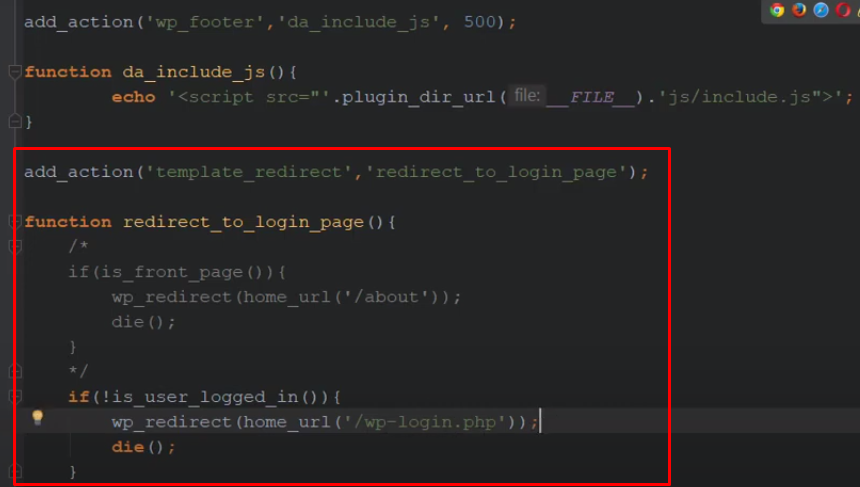 add_action('wp_footer','da_include_js', 500);
function da_include_js(){
echo '<script src="'.plugin_dir_url( file: __FILE__).'js/include.js">';
}
add_action('template_redirect','redirect_to_login_page');
function redirect_to_login_page(){
/*
if(is_front_page()){
wp_redirect(home_url('/about'));
die();
}
*/
if(!is_user_logged_in()){
wp_redirect(home_url('/wp-login.php'));
die();
}